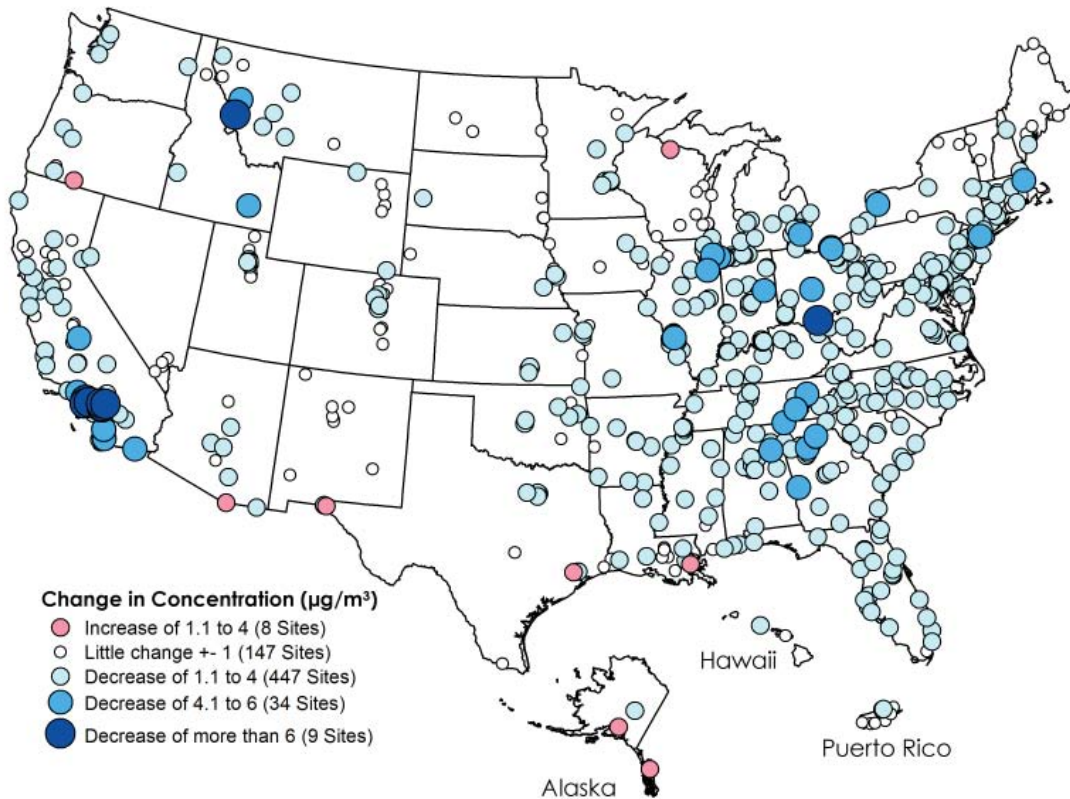 Change in Concentration (µg/m³)
Increase of 1.1 to 4 (8 Sites)
Little change +- 1 (147 Sites)
Decrease of 1.1 to 4 (447 Sites)
Decrease of 4.1 to 6 (34 Sites)
Decrease of more than 6 (9 Sites)
Hawaii
Puerto Rico
Alaska